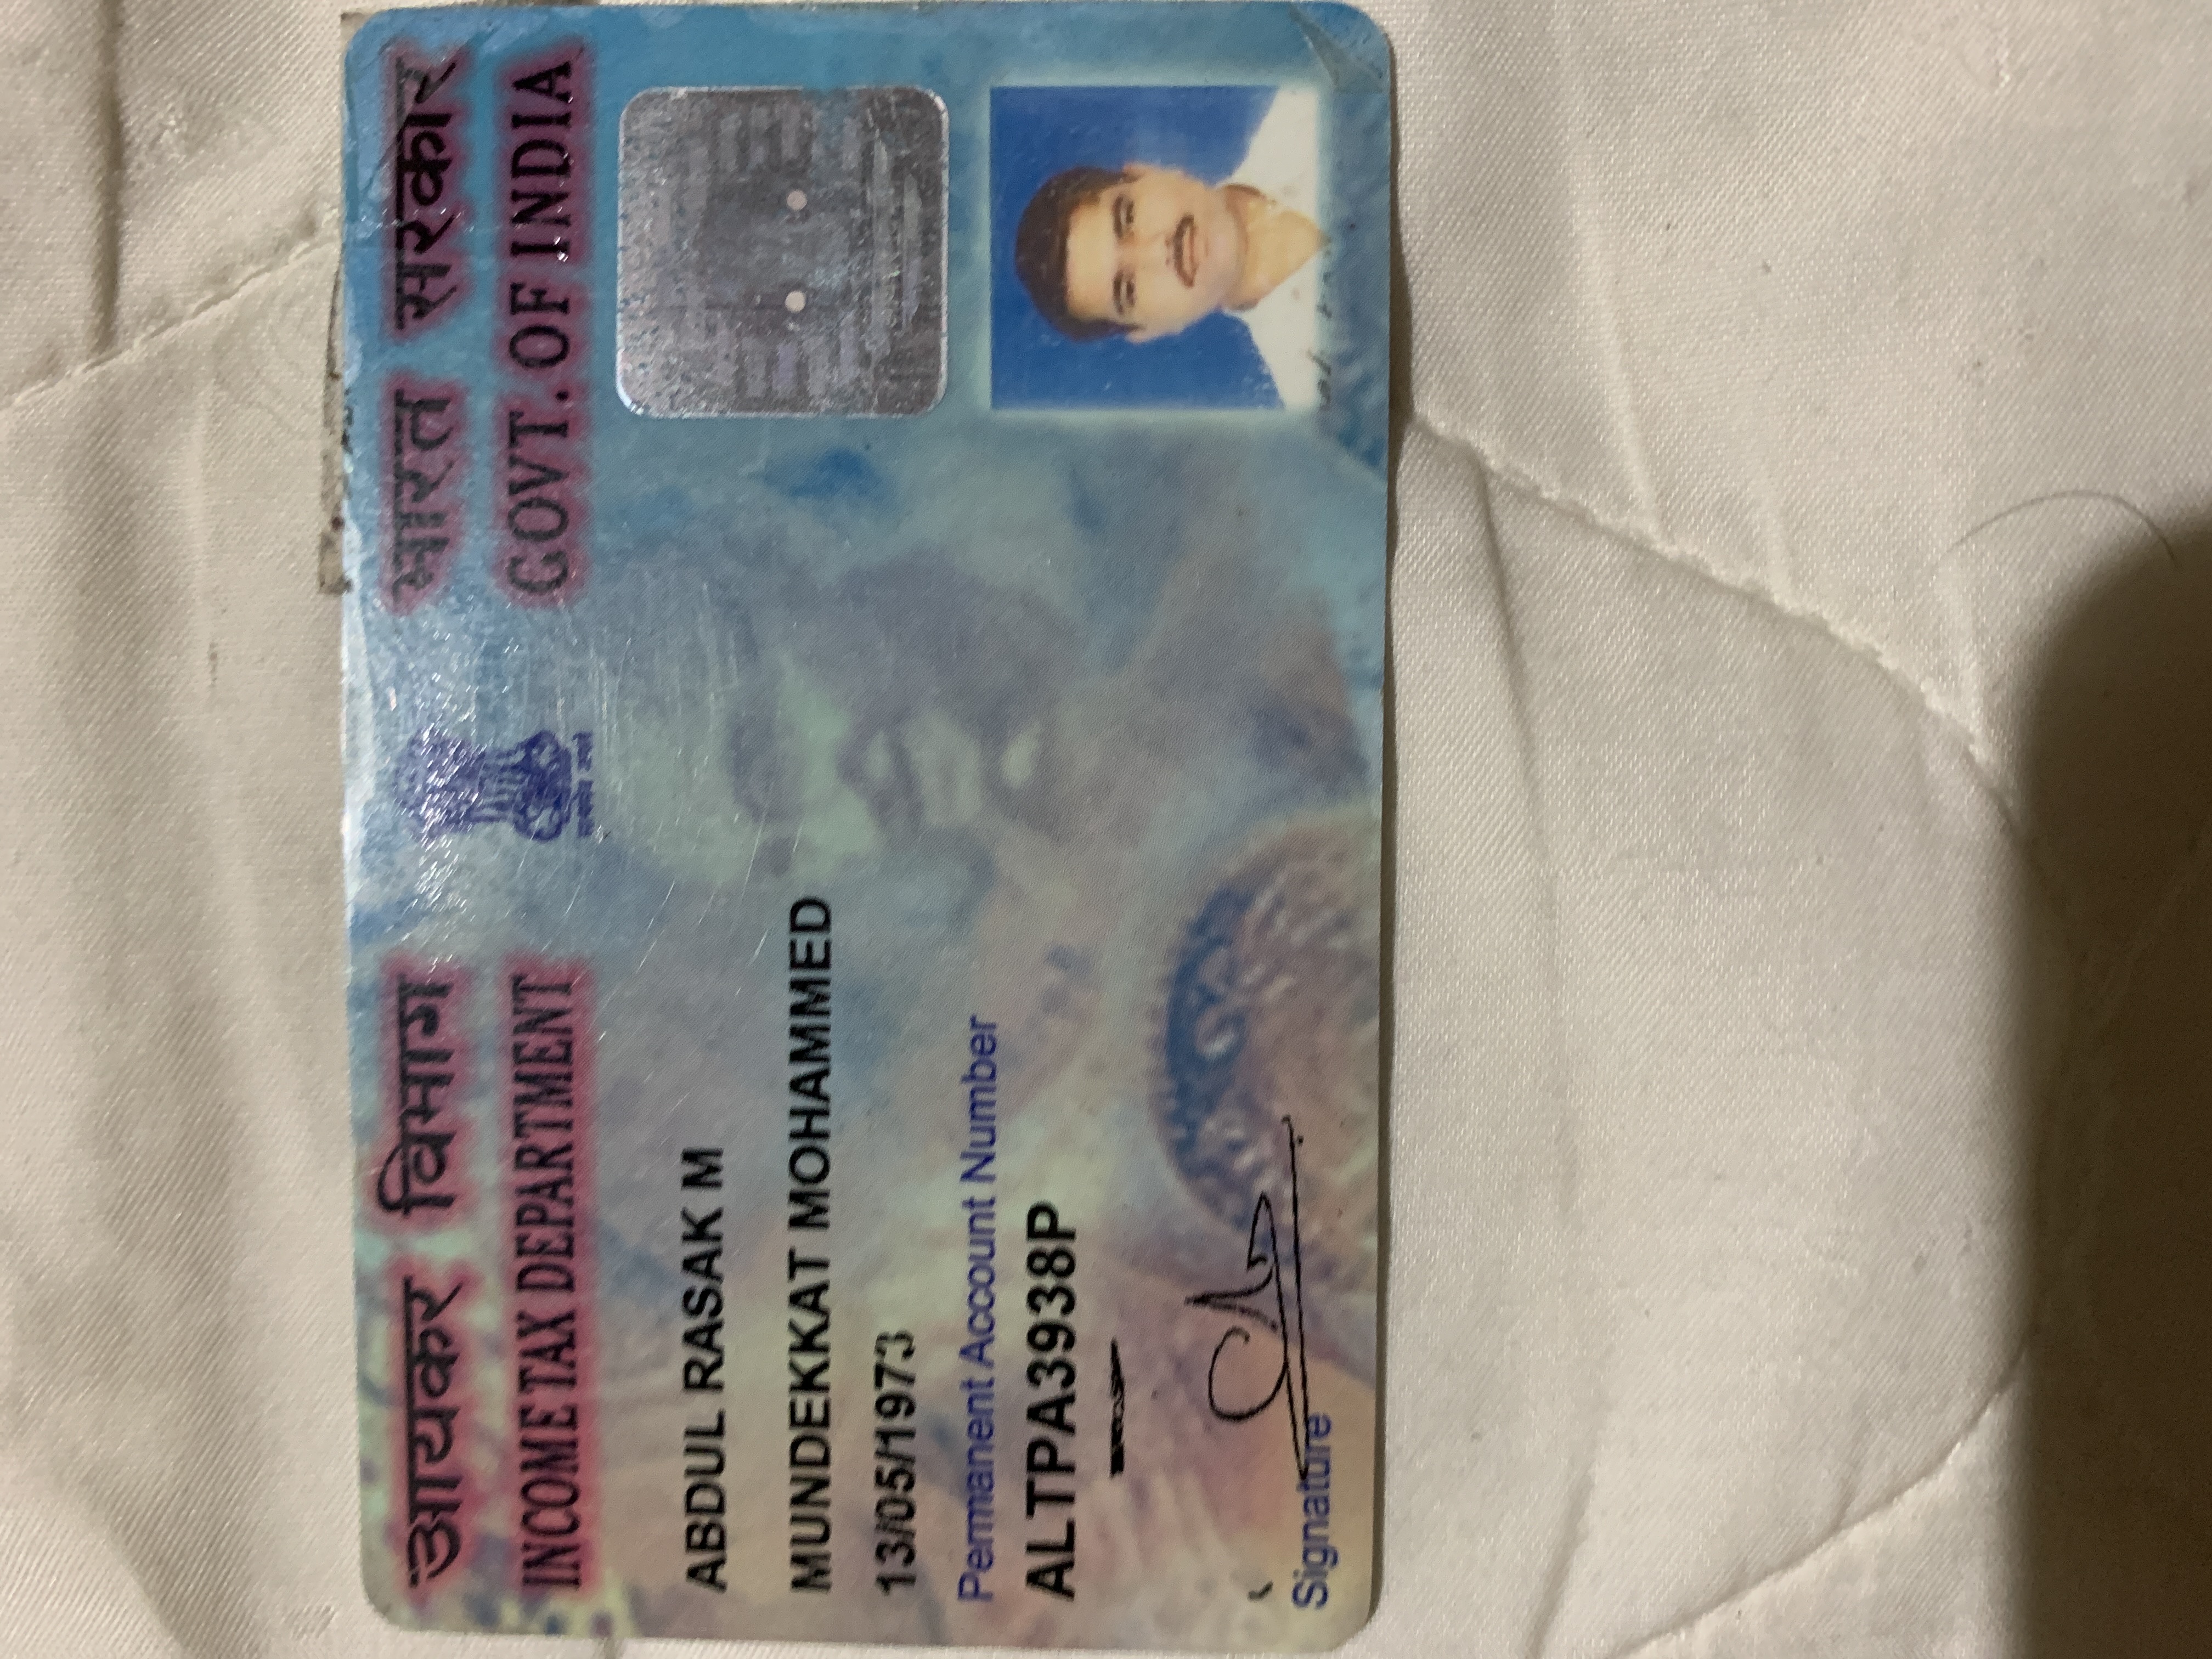 आयकर विभाग
INCOME TAX DEPARTMENT
भारत सरकार
GOVT. OF INDIA
सत्यमेव जयते
ABDUL RASAK M
MUNDEKKAT MOHAMMED
13/05/1973
Permanent Account Number
ALTPA3938P
Signature